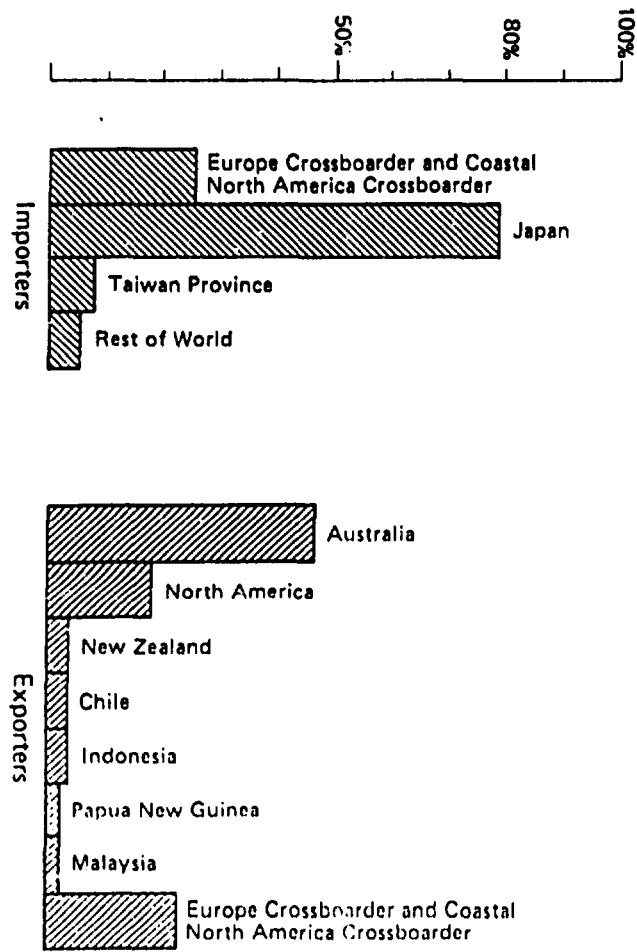 50%
80%
100%
Importers
Europe Crossboarder and Coastal
North America Crossboarder
Japan
Taiwan Province
Rest of World
Exporters
Australia
North America
New Zealand
Chile
Indonesia
Papua New Guinea
Malaysia
Europe Crossboarder and Coastal
North America Crossboarder